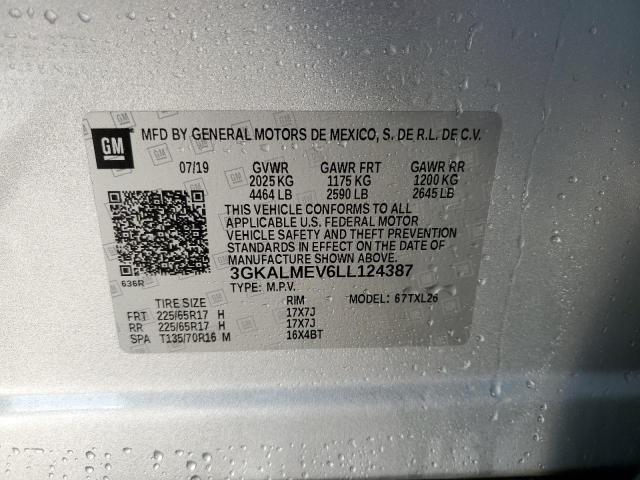 GM
MFD BY GENERAL MOTORS DE MEXICO, S. DE R.L. DE C.V.
07/19 GVWR GAWR FRT GAWR RR
2025 KG 1175 KG 1200 KG
4464 LB 2590 LB 2645 LB
THIS VEHICLE CONFORMS TO ALL
APPLICABLE U.S. FEDERAL MOTOR
VEHICLE SAFETY AND THEFT PREVENTION
STANDARDS IN EFFECT ON THE DATE OF
MANUFACTURE SHOWN ABOVE.
636R 3GKALMEV6LL124387
TYPE: M.P.V. MODEL: 67TXL26
TIRE SIZE RIM
FRT 225/65R17 H 17X7J
RR 225/65R17 H 17X7J
SPA T135/70R16 M 16X4BT